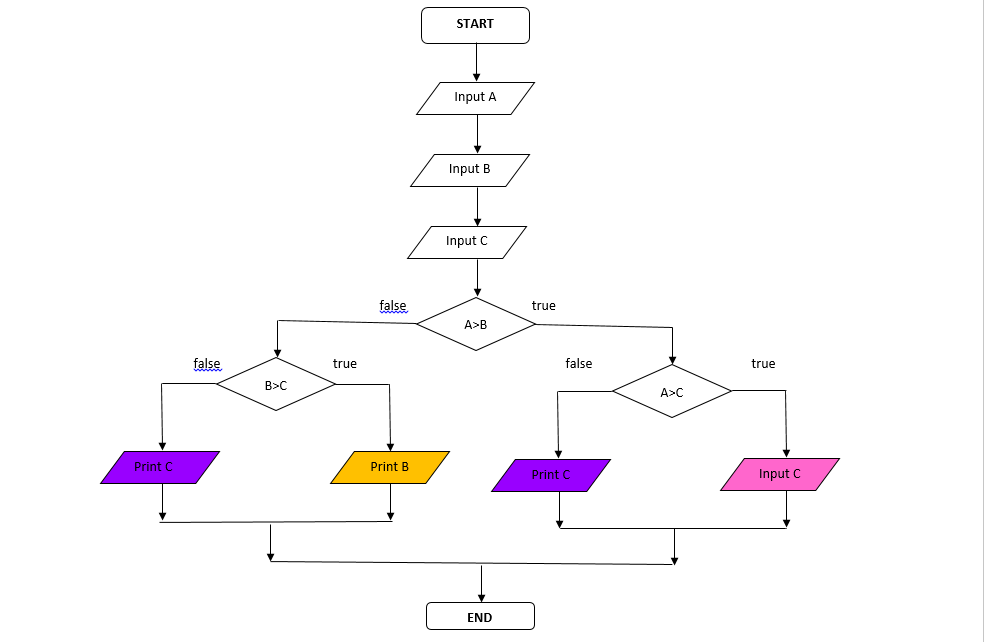 START
Input A
Input B
Input C
false
true
A>B
false
true
false
true
B>C
A>C
Print C
Print B
Print C
Input C
END